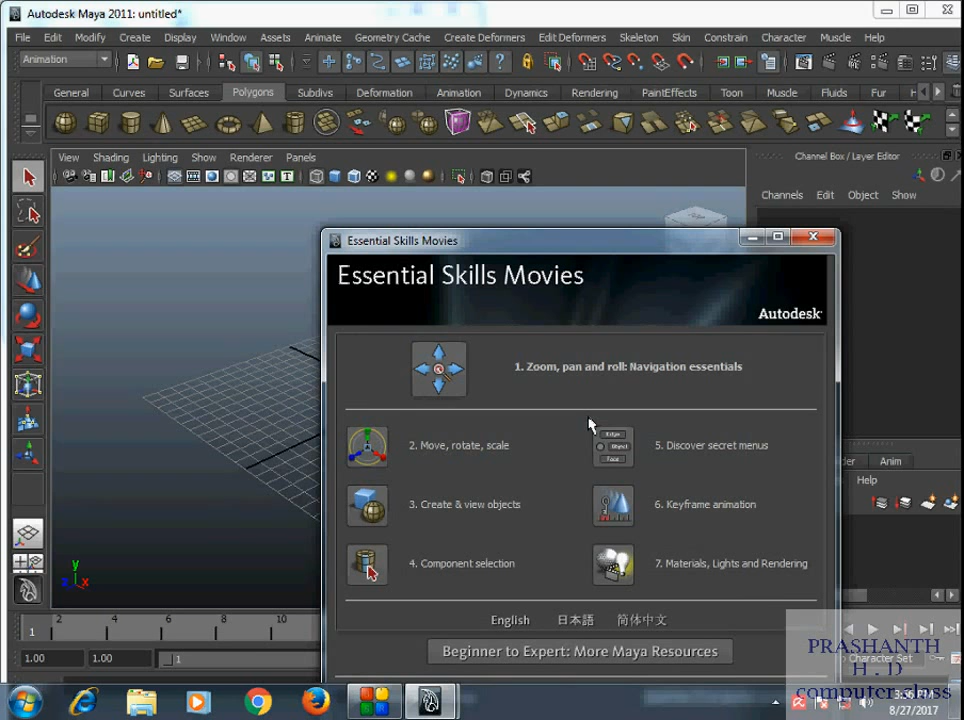 Autodesk Maya 2011: untitled*
File Edit Modify Create Display Window Assets Animate Geometry Cache Create Deformers Edit Deformers Skeleton Skin Constrain Character Muscle Help
Animation
General Curves Surfaces Polygons Subdivs Deformation Animation Dynamics Rendering PaintEffects Toon Muscle Fluids Fur
View Shading Lighting Show Renderer Panels
Channel Box / Layer Editor
Channels Edit Object Show
Essential Skills Movies
Essential Skills Movies
Autodesk
1. Zoom, pan and roll: Navigation essentials
2. Move, rotate, scale
5. Discover secret menus
Anim
Help
3. Create & view objects
6. Keyframe animation
4. Component selection
7. Materials, Lights and Rendering
y
z x
English 日本語 简体中文
2 4 6 8 10
1
Beginner to Expert: More Maya Resources
1.00 1.00 1
Character Set
PRASHANTH
H . D
computer class
8/27/2017